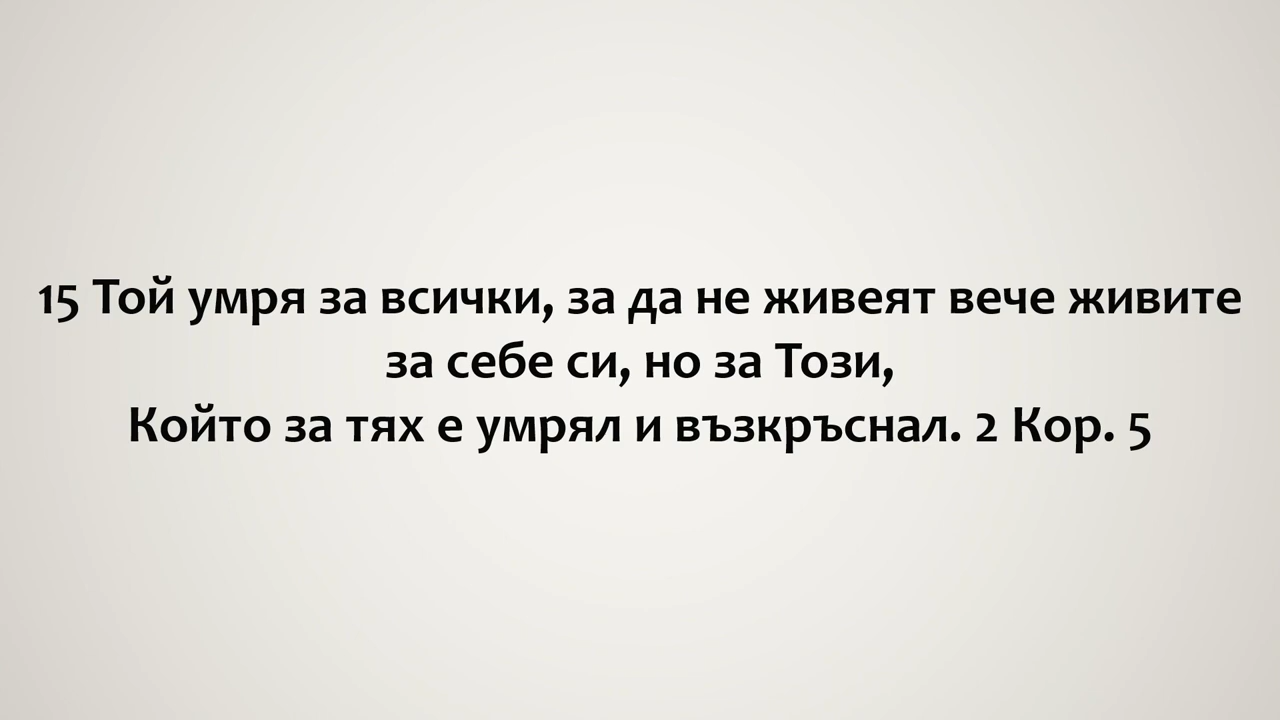 15 Той умря за всички, за да не живеят вече живите
за себе си, но за Този,
Който за тях е умрял и възкръснал. 2 Кор. 5